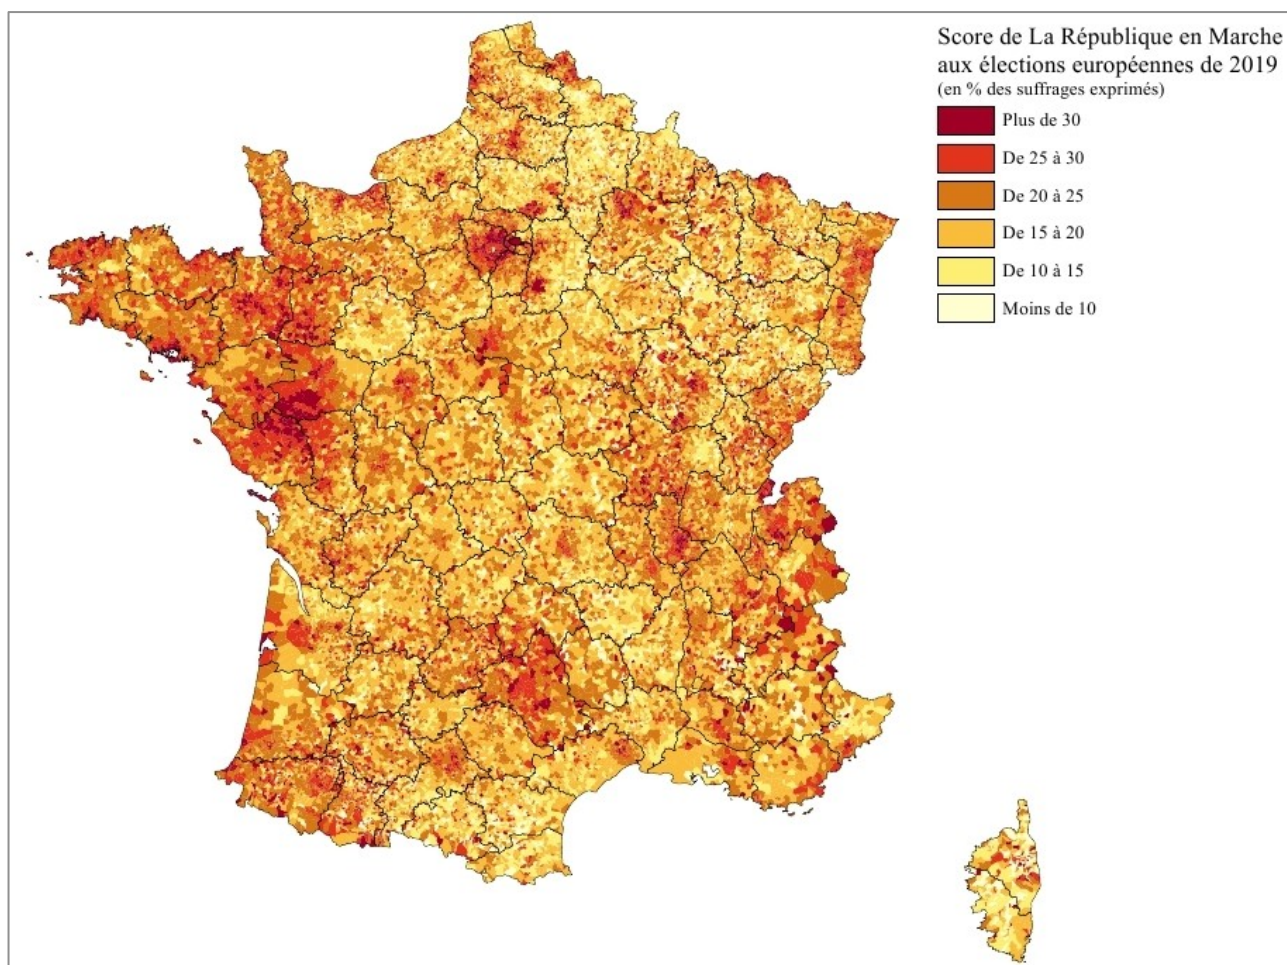 Score de La République en Marche
aux élections européennes de 2019
(en % des suffrages exprimés)
Plus de 30
De 25 à 30
De 20 à 25
De 15 à 20
De 10 à 15
Moins de 10